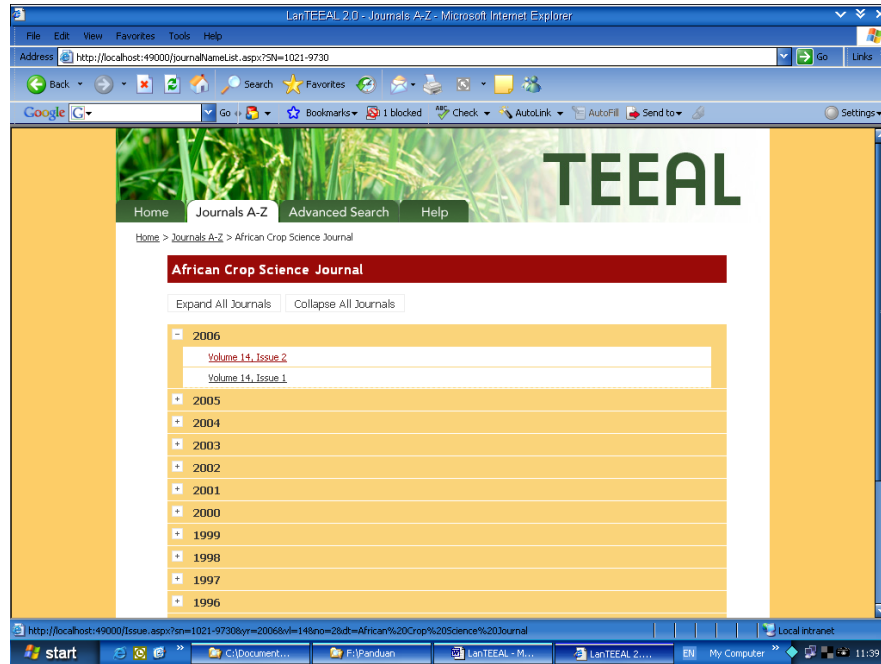 LanTEEAL 2.0 - Journals A-Z - Microsoft Internet Explorer
File Edit View Favorites Tools Help
Address http://localhost:49000/journalNameList.aspx?SN=1021-9730 Go Links
Back Search Favorites
Google G Go Bookmarks 1 blocked ABC Check AutoLink AutoFill Send to Settings
TEEAL
Home Journals A-Z Advanced Search Help
Home > Journals A-Z > African Crop Science Journal
African Crop Science Journal
Expand All Journals Collapse All Journals
2006
Volume 14, Issue 2
Volume 14, Issue 1
2005
2004
2003
2002
2001
2000
1999
1998
1997
1996
http://localhost:49000/Issue.aspx?sn=1021-9730&yr=2006&vl=14&no=2&dt=African%20Crop%20Science%20Journal Local intranet
start C:\Document... F:\Panduan LanTEEAL - M... LanTEEAL 2.... EN My Computer 11:39